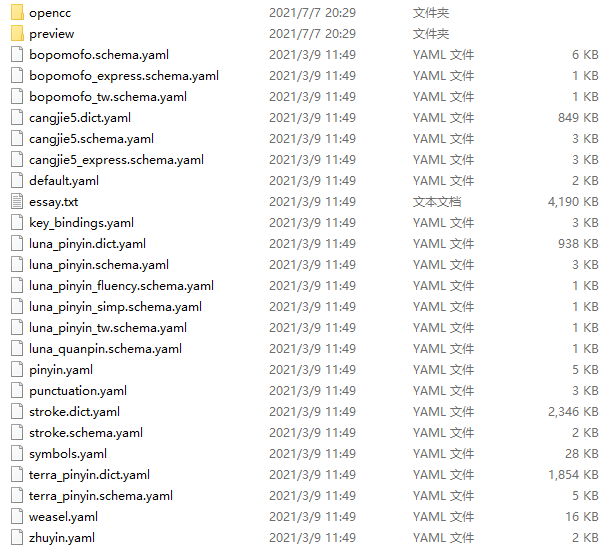 opencc 2021/7/7 20:29 文件夹
preview 2021/7/7 20:29 文件夹
bopomofo.schema.yaml 2021/3/9 11:49 YAML 文件 6 KB
bopomofo_express.schema.yaml 2021/3/9 11:49 YAML 文件 1 KB
bopomofo_tw.schema.yaml 2021/3/9 11:49 YAML 文件 1 KB
cangjie5.dict.yaml 2021/3/9 11:49 YAML 文件 849 KB
cangjie5.schema.yaml 2021/3/9 11:49 YAML 文件 3 KB
cangjie5_express.schema.yaml 2021/3/9 11:49 YAML 文件 3 KB
default.yaml 2021/3/9 11:49 YAML 文件 2 KB
essay.txt 2021/3/9 11:49 文本文档 4,190 KB
key_bindings.yaml 2021/3/9 11:49 YAML 文件 3 KB
luna_pinyin.dict.yaml 2021/3/9 11:49 YAML 文件 938 KB
luna_pinyin.schema.yaml 2021/3/9 11:49 YAML 文件 3 KB
luna_pinyin_fluency.schema.yaml 2021/3/9 11:49 YAML 文件 1 KB
luna_pinyin_simp.schema.yaml 2021/3/9 11:49 YAML 文件 1 KB
luna_pinyin_tw.schema.yaml 2021/3/9 11:49 YAML 文件 1 KB
luna_quanpin.schema.yaml 2021/3/9 11:49 YAML 文件 1 KB
pinyin.yaml 2021/3/9 11:49 YAML 文件 5 KB
punctuation.yaml 2021/3/9 11:49 YAML 文件 3 KB
stroke.dict.yaml 2021/3/9 11:49 YAML 文件 2,346 KB
stroke.schema.yaml 2021/3/9 11:49 YAML 文件 2 KB
symbols.yaml 2021/3/9 11:49 YAML 文件 28 KB
terra_pinyin.dict.yaml 2021/3/9 11:49 YAML 文件 1,854 KB
terra_pinyin.schema.yaml 2021/3/9 11:49 YAML 文件 5 KB
weasel.yaml 2021/3/9 11:49 YAML 文件 16 KB
zhuyin.yaml 2021/3/9 11:49 YAML 文件 2 KB